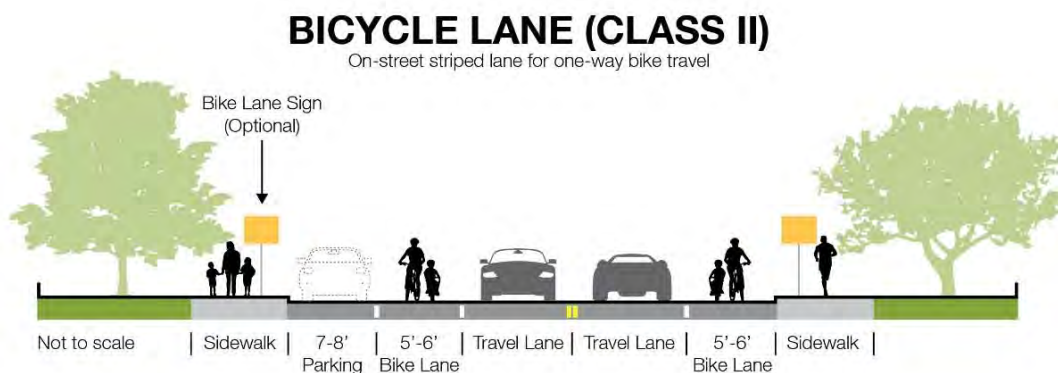 BICYCLE LANE (CLASS II)
On-street striped lane for one-way bike travel
Bike Lane Sign
(Optional)
Not to scale
Sidewalk
7-8'
Parking
5'-6'
Bike Lane
Travel Lane
Travel Lane
5'-6'
Bike Lane
Sidewalk